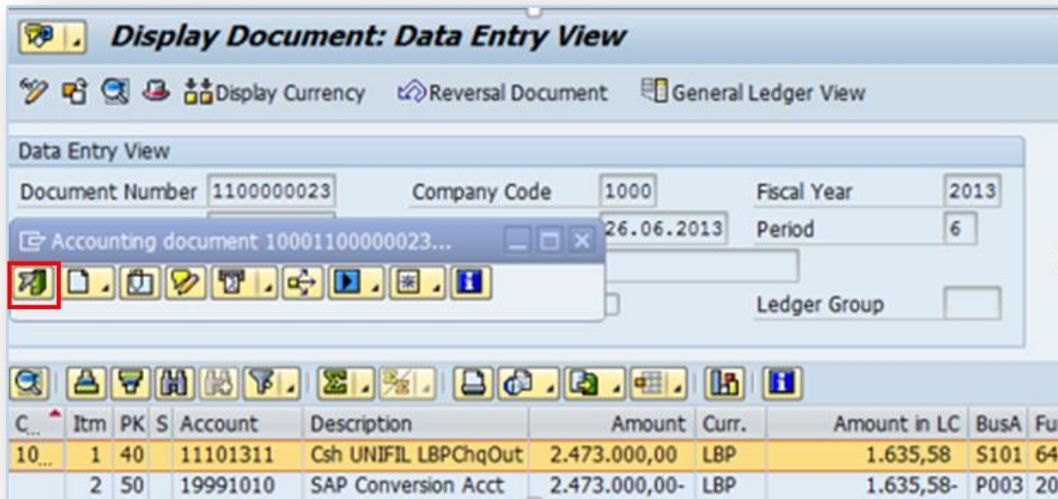 Display Document: Data Entry View
Display Currency Reversal Document General Ledger View
Data Entry View
Document Number 1100000023 Company Code 1000 Fiscal Year 2013
26.06.2013 Period 6
Accounting document 10001100000023...
Ledger Group
C... Itm PK S Account Description Amount Curr. Amount in LC BusA Fu
10... 1 40 11101311 Csh UNIFIL LBPChqOut 2.473.000,00 LBP 1.635,58 S101 64
2 50 19991010 SAP Conversion Acct 2.473.000,00- LBP 1.635,58- P003 20